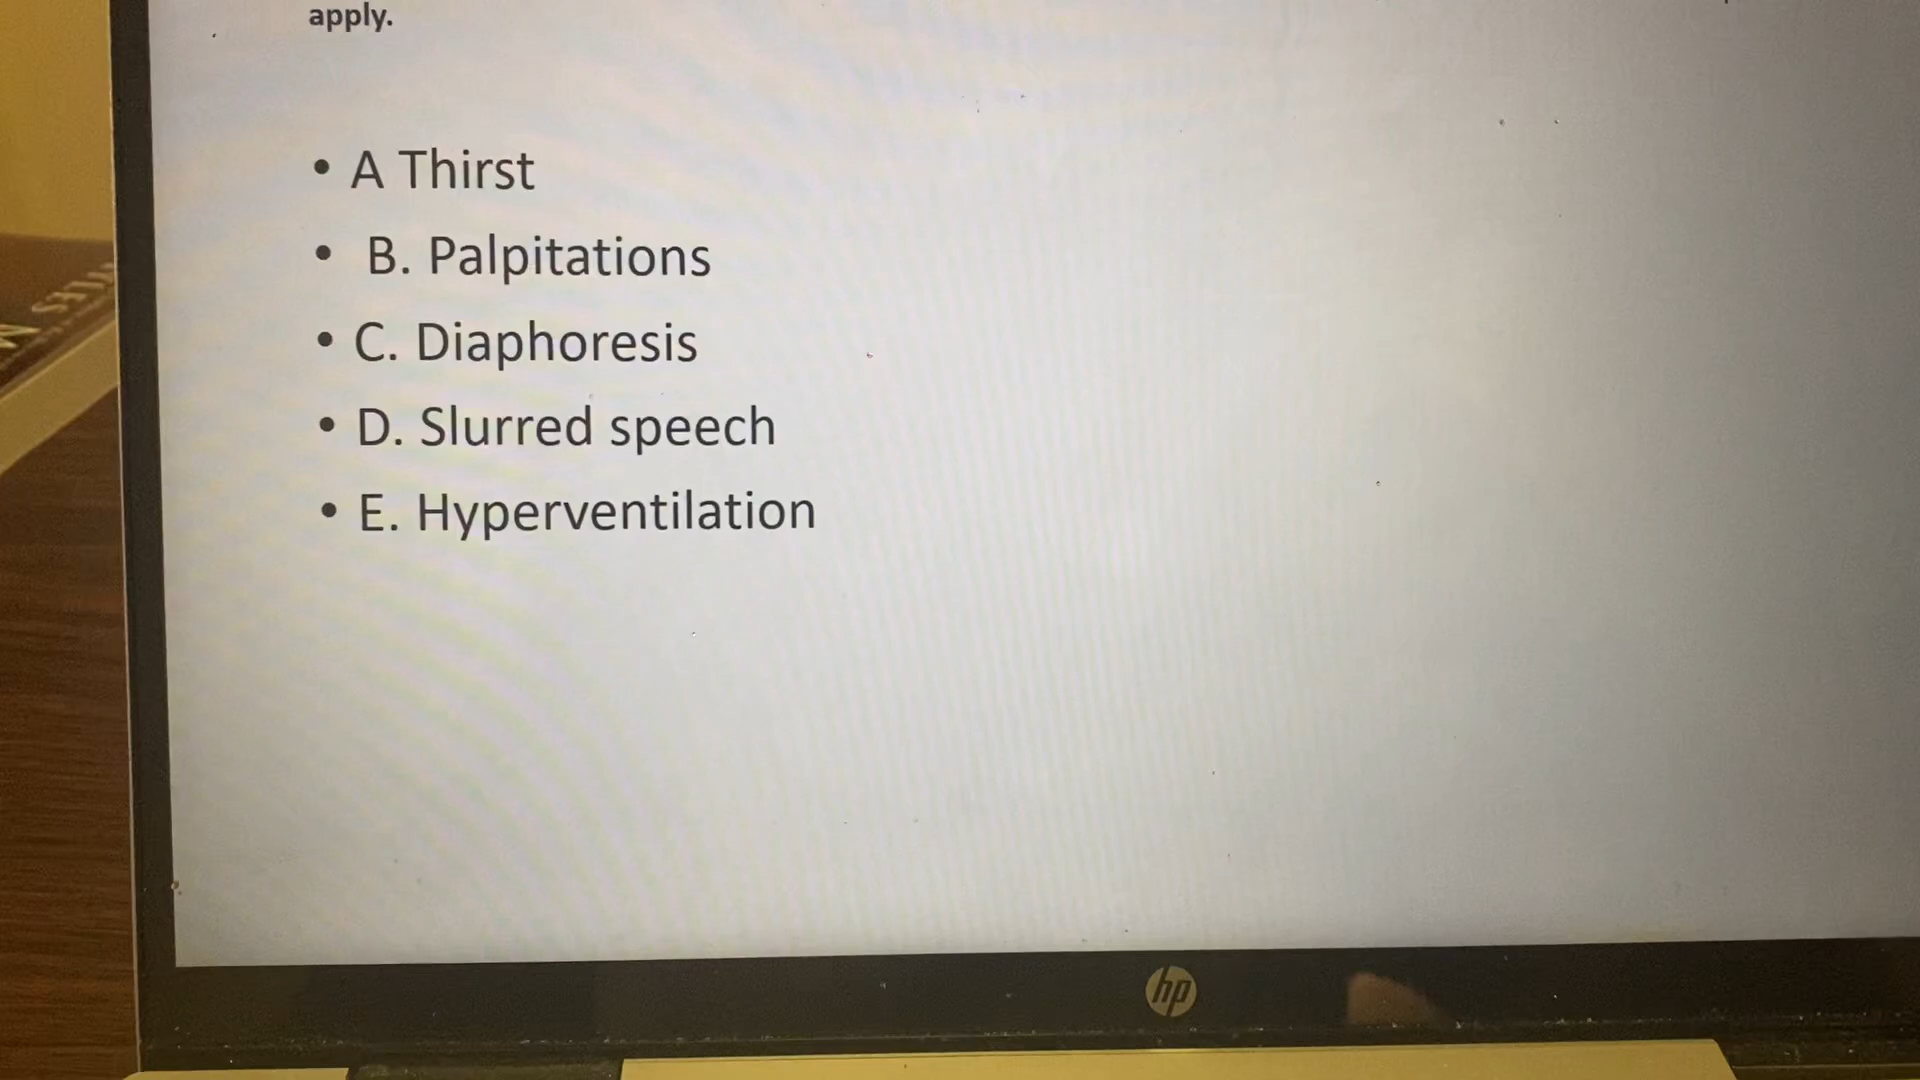 apply.
• A Thirst
• B. Palpitations
• C. Diaphoresis
• D. Slurred speech
• E. Hyperventilation
hp